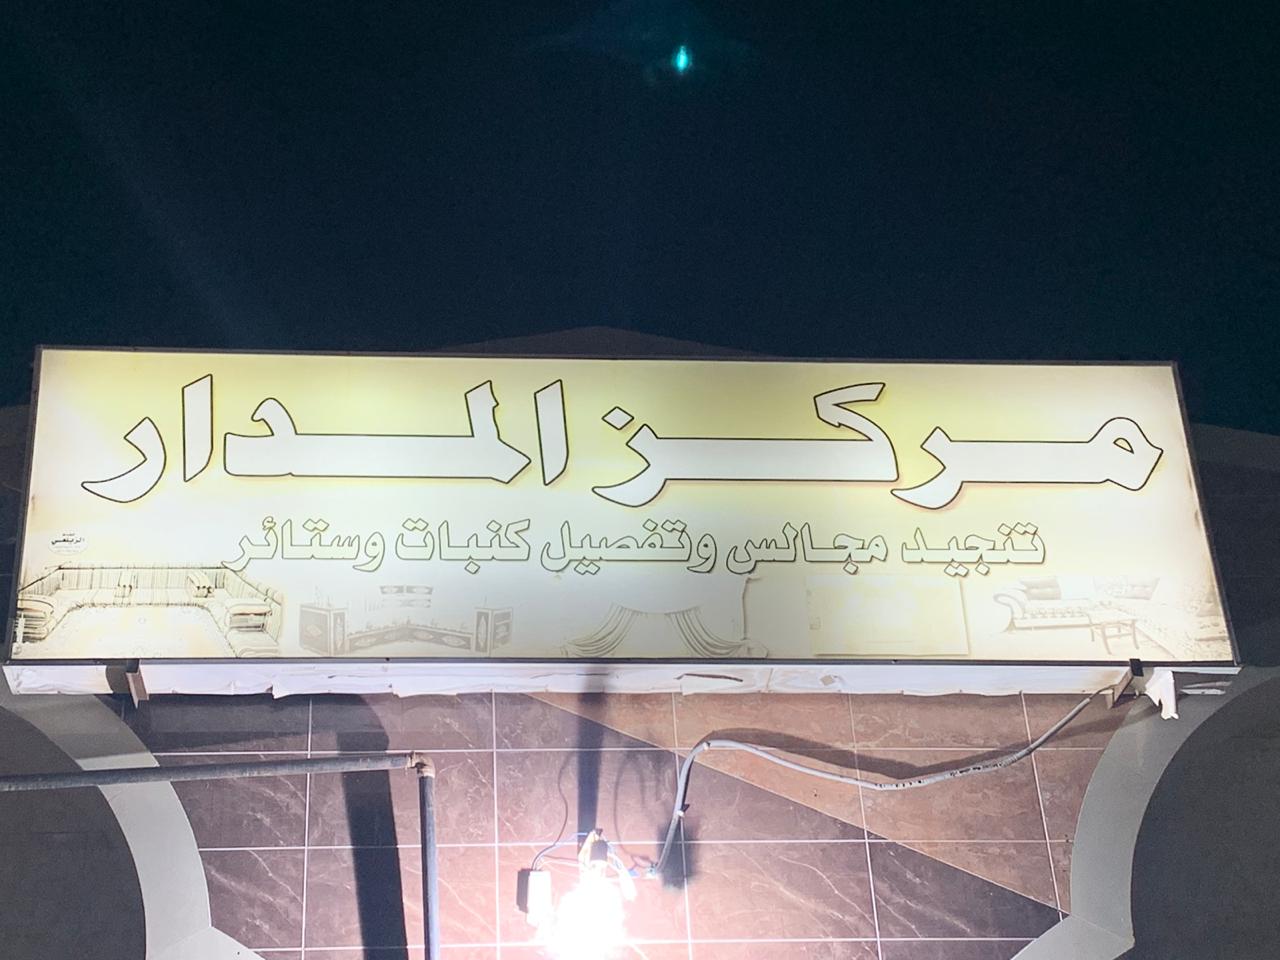 مركز المدار
تنجيد مجالس وتفصيل كنبات وستائر